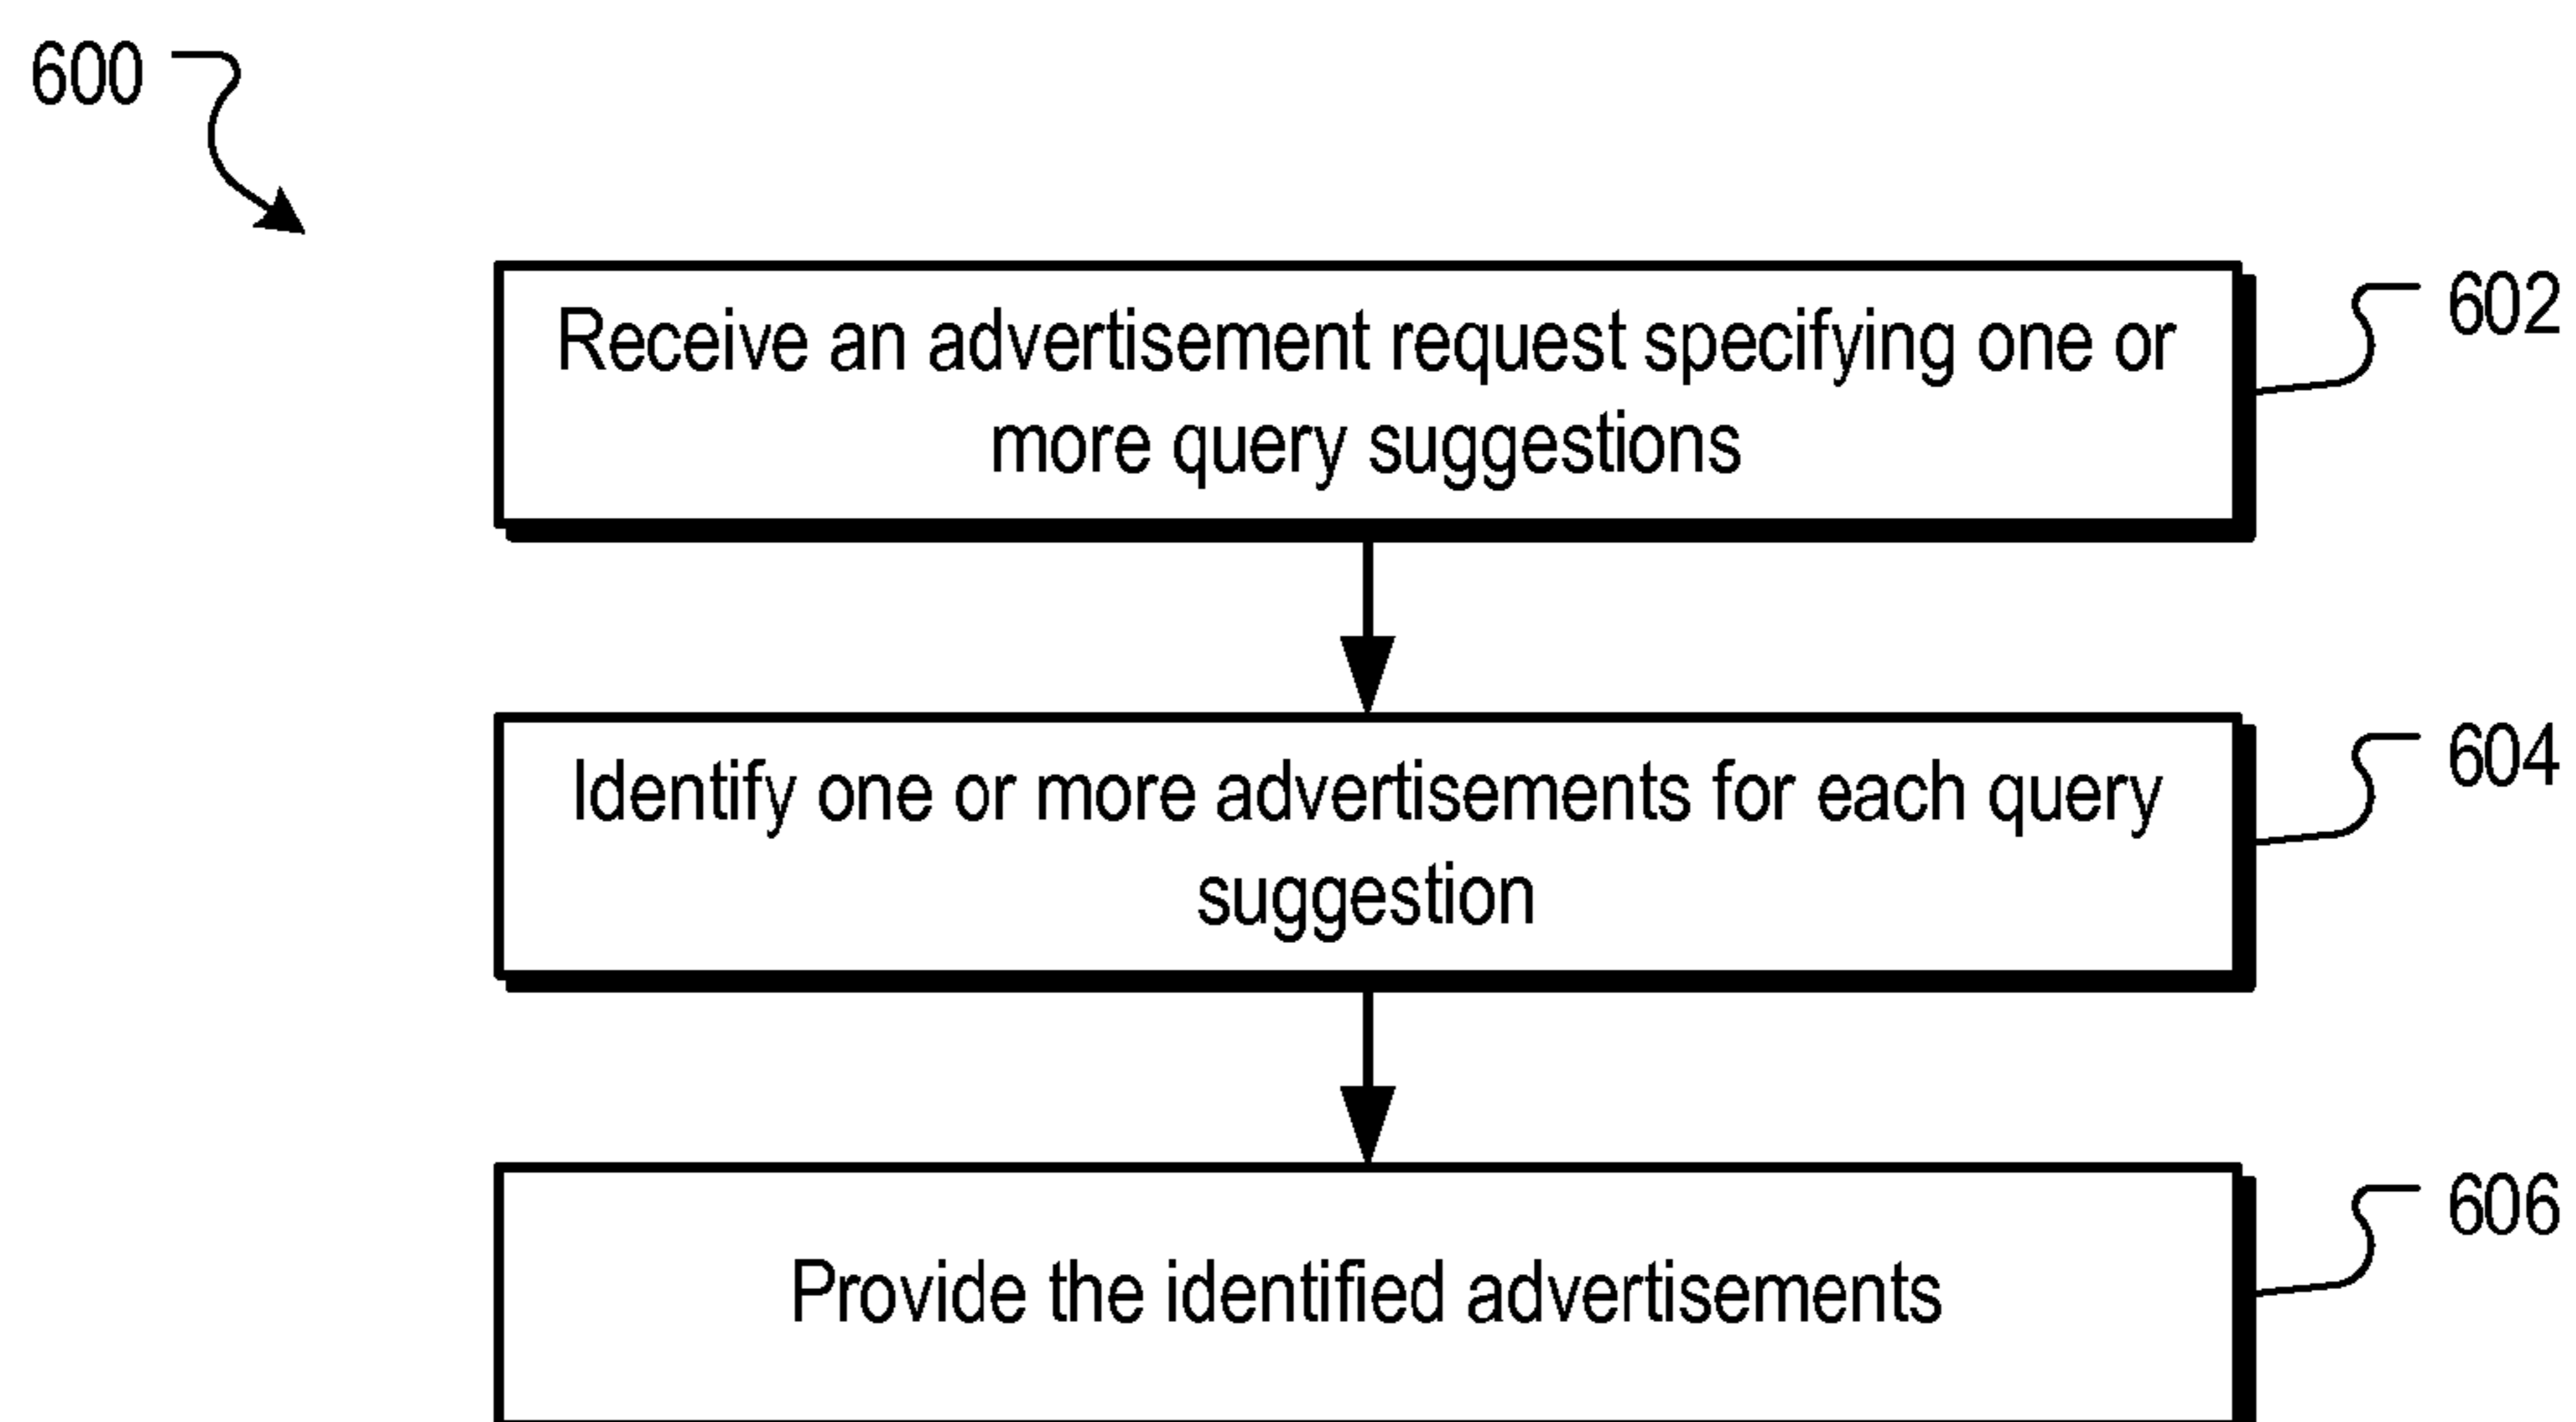 600
Receive an advertisement request specifying one or
more query suggestions
602
Identify one or more advertisements for each query
suggestion
604
Provide the identified advertisements
606